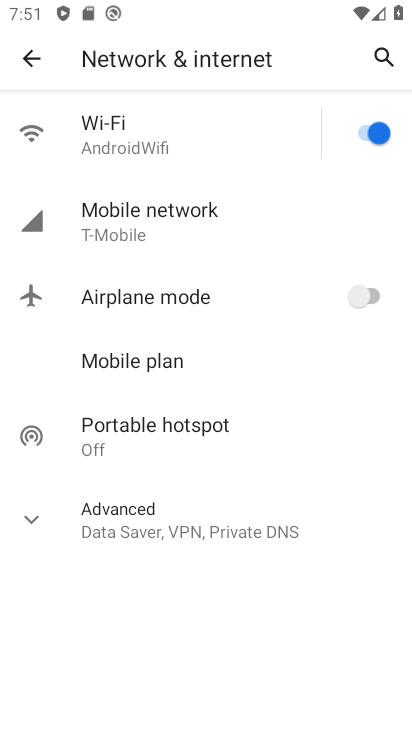 7:51
Network & internet
Wi-Fi
AndroidWifi
Mobile network
T-Mobile
Airplane mode
Mobile plan
Portable hotspot
Off
Advanced
Data Saver, VPN, Private DNS